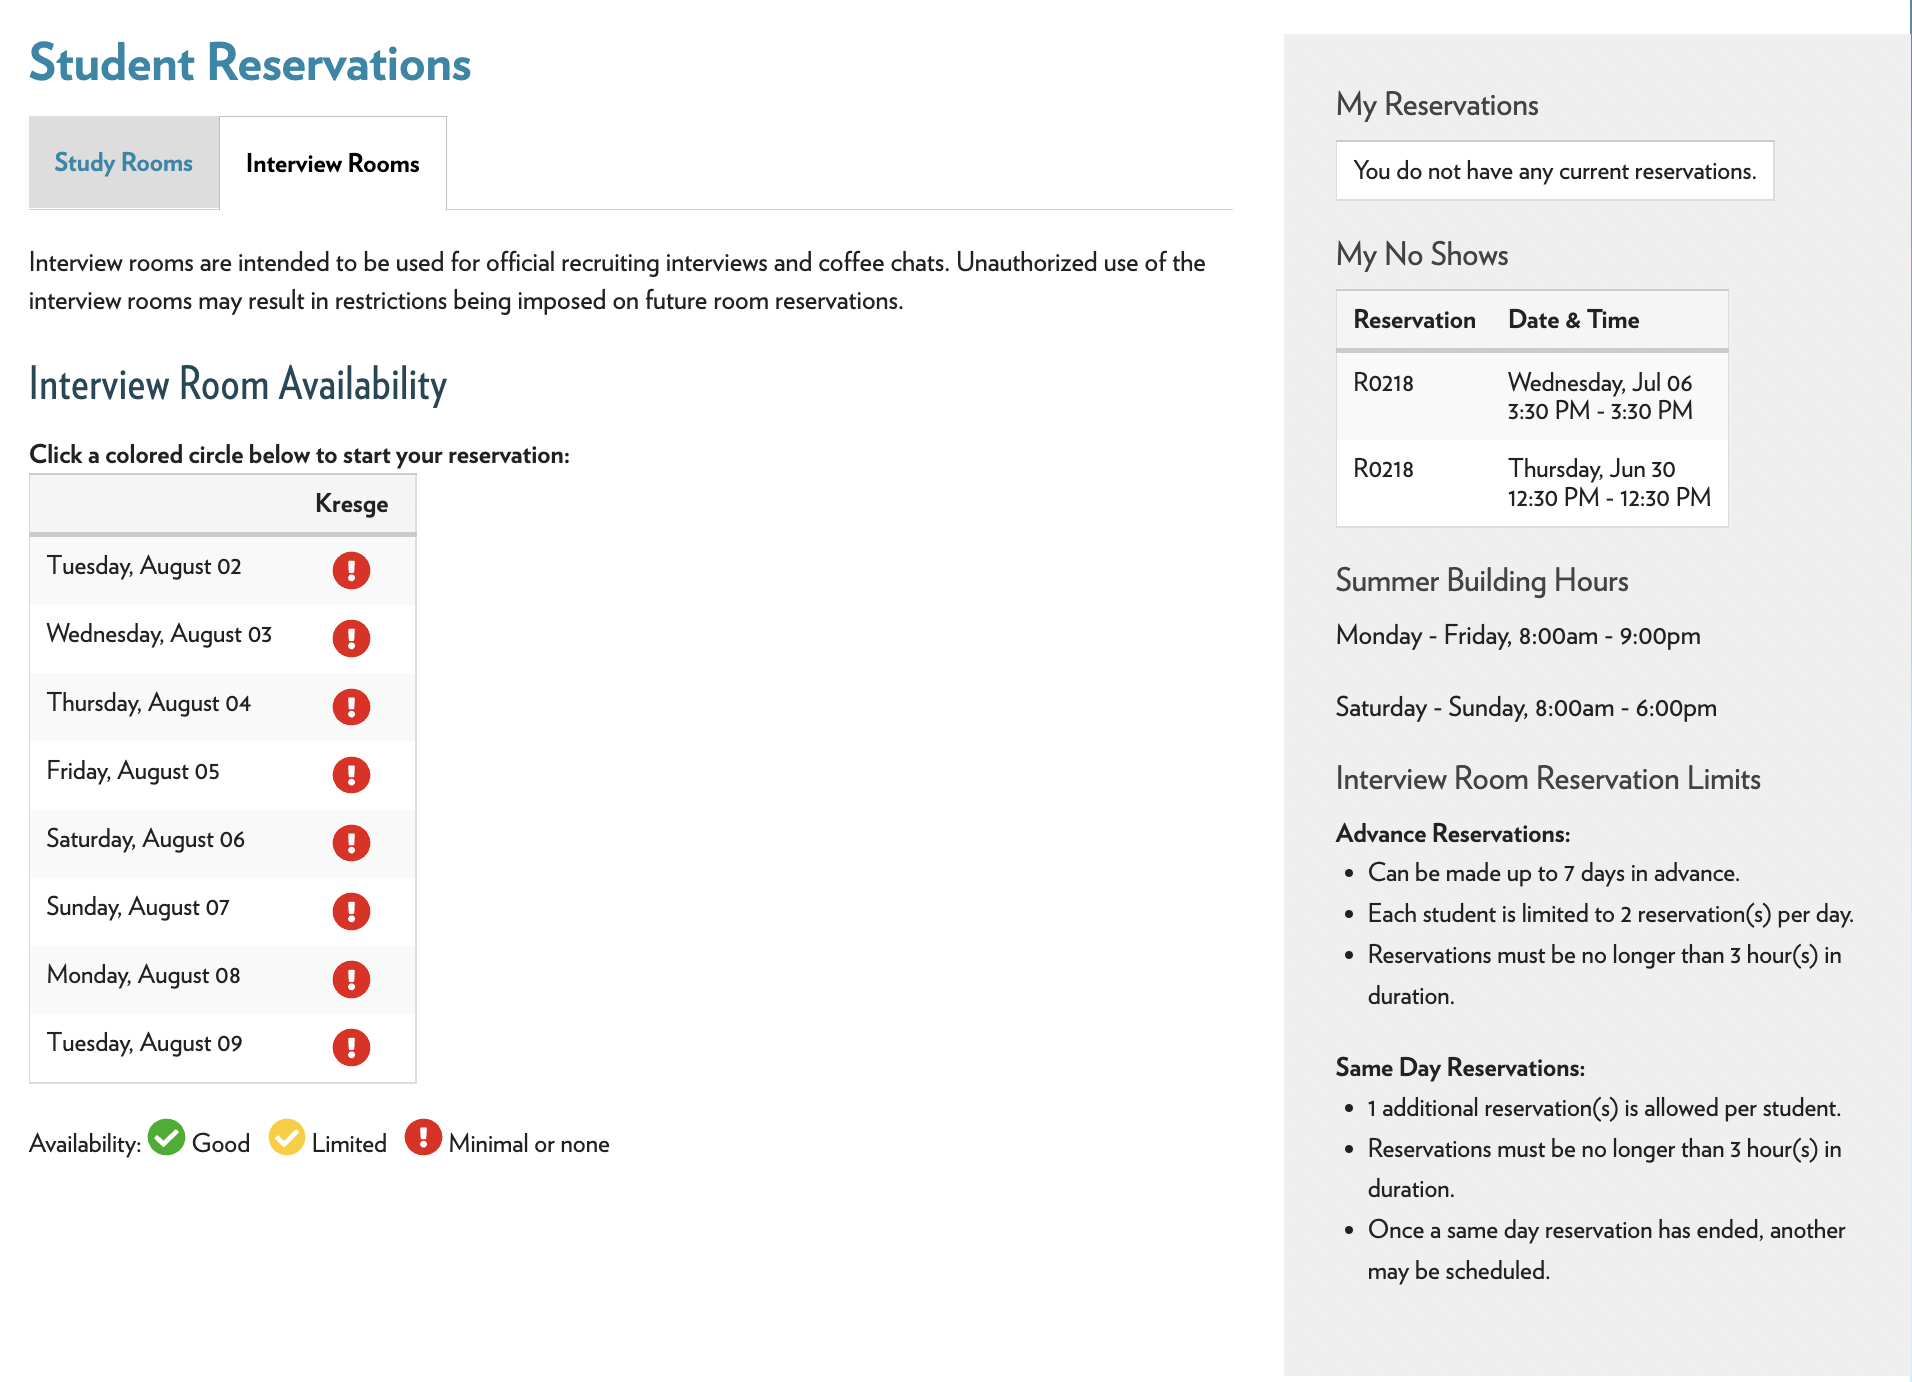 Student Reservations
Study Rooms
Interview Rooms
Interview rooms are intended to be used for official recruiting interviews and coffee chats. Unauthorized use of the
interview rooms may result in restrictions being imposed on future room reservations.
Interview Room Availability
Click a colored circle below to start your reservation:
Kresge
Tuesday, August 02
Wednesday, August 03
Thursday, August 04
Friday, August 05
Saturday, August 06
Sunday, August 07
Monday, August 08
Tuesday, August 09
Availability: Good Limited Minimal or none
My Reservations
You do not have any current reservations.
My No Shows
Reservation Date & Time
R0218 Wednesday, Jul 06
3:30 PM - 3:30 PM
R0218 Thursday, Jun 30
12:30 PM - 12:30 PM
Summer Building Hours
Monday - Friday, 8:00am - 9:00pm
Saturday - Sunday, 8:00am - 6:00pm
Interview Room Reservation Limits
Advance Reservations:
• Can be made up to 7 days in advance.
• Each student is limited to 2 reservation(s) per day.
• Reservations must be no longer than 3 hour(s) in
duration.
Same Day Reservations:
• 1 additional reservation(s) is allowed per student.
• Reservations must be no longer than 3 hour(s) in
duration.
• Once a same day reservation has ended, another
may be scheduled.